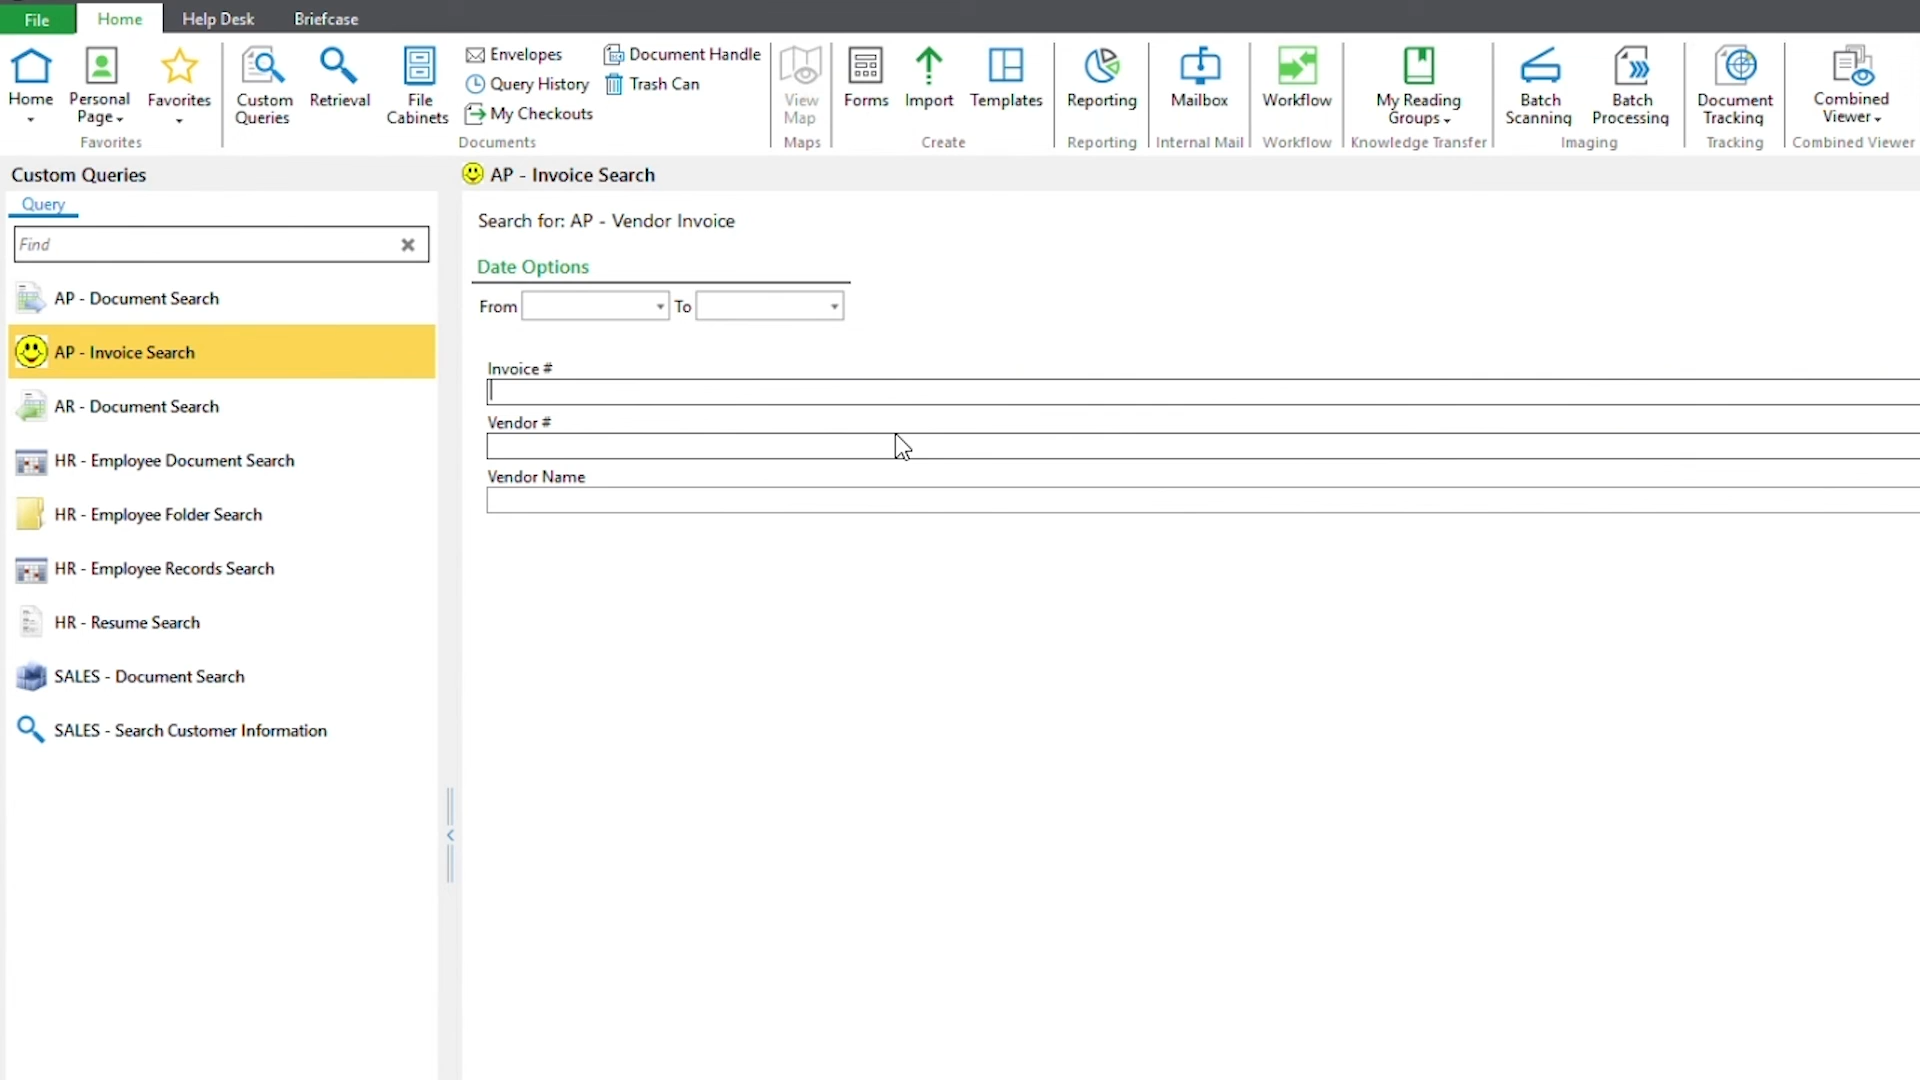 File Home Help Desk Briefcase
Home Personal Page Favorites Custom Queries Retrieval File Cabinets Envelopes Document Handle View Map Forms Import Templates Reporting Mailbox Workflow My Reading Groups Batch Scanning Batch Processing Document Tracking Combined Viewer
Query History Trash Can
My Checkouts
Favorites Documents Maps Create Reporting Internal Mail Workflow Knowledge Transfer Imaging Tracking Combined Viewer
Custom Queries
Query
Find
AP - Document Search
AP - Invoice Search
AR - Document Search
HR - Employee Document Search
HR - Employee Folder Search
HR - Employee Records Search
HR - Resume Search
SALES - Document Search
SALES - Search Customer Information
AP - Invoice Search
Search for: AP - Vendor Invoice
Date Options
From To
Invoice #
Vendor #
Vendor Name